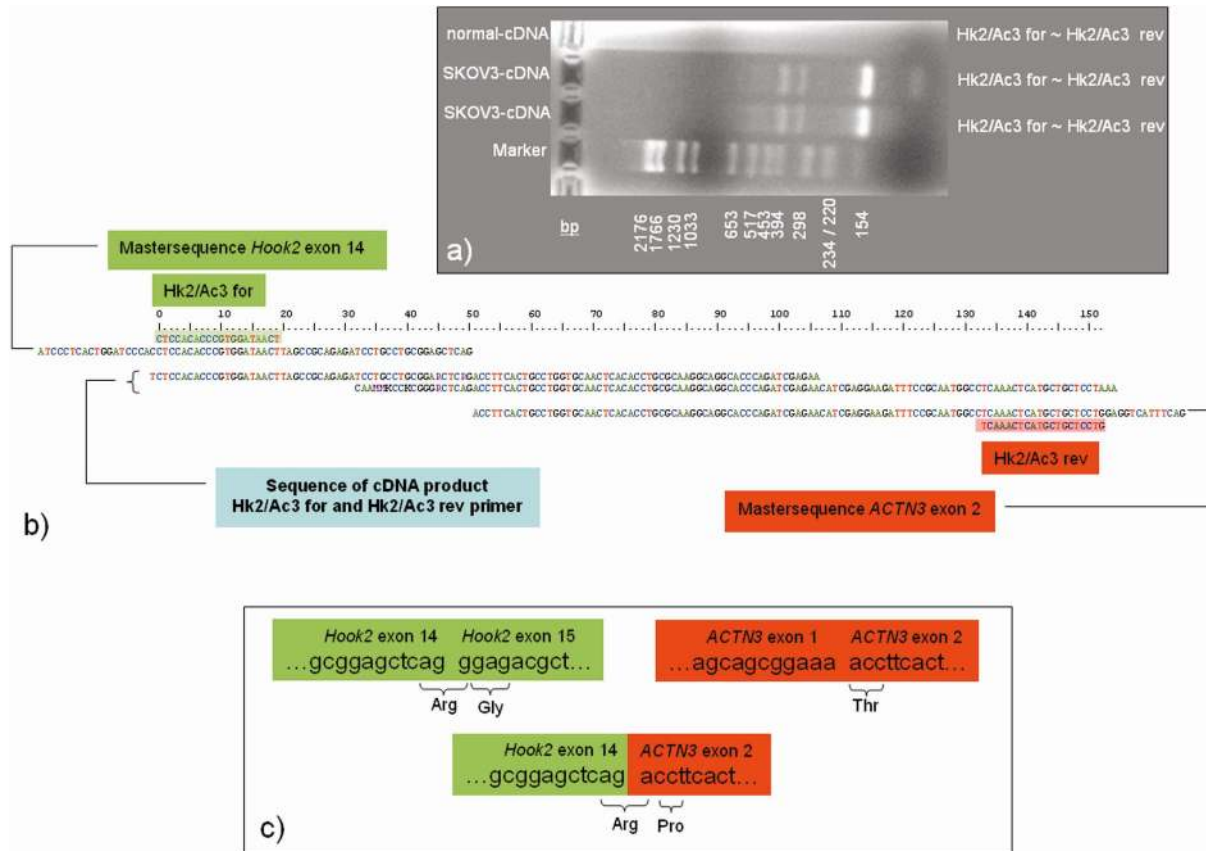 normal-cDNA
Hk2/Ac3 for ~ Hk2/Ac3 rev
SKOV3-cDNA
Hk2/Ac3 for ~ Hk2/Ac3 rev
SKOV3-cDNA
Hk2/Ac3 for ~ Hk2/Ac3 rev
Marker
bp
2176
1766
1230
1033
653
517
453
394
298
234 / 220
154
a)
Mastersequence Hook2 exon 14
Hk2/Ac3 for
0 10 20 30 40 50 60 70 80 90 100 110 120 130 140 150
CTCCACACCCGTGGATAACT
ATCCCTCACTGGATCCCACCTCCACACCCGTGGATAACTTAGCCGCAGAGATCCTGCCTGCGGAGCTCAG
ACCTTCACTGCCTGGTGCAACTCACACCTGCGCAAGGCAGGCACCCAGATCGAGAACATCGAGGAAGATTTCCGCAATGGCCTCAAACTCATGCTGCTCCTGGAGGTCATTTCAG
TCAAACTCATGCTGCTCCTG
Hk2/Ac3 rev
Sequence of cDNA product
Hk2/Ac3 for and Hk2/Ac3 rev primer
Mastersequence ACTN3 exon 2
b)
Hook2 exon 14 Hook2 exon 15
...gcggagctcag ggagacgct...
Arg Gly
ACTN3 exon 1 ACTN3 exon 2
...agcagcggaaa accttcact...
Thr
Hook2 exon 14 ACTN3 exon 2
...gcggagctcag accttcact...
Arg Pro
c)